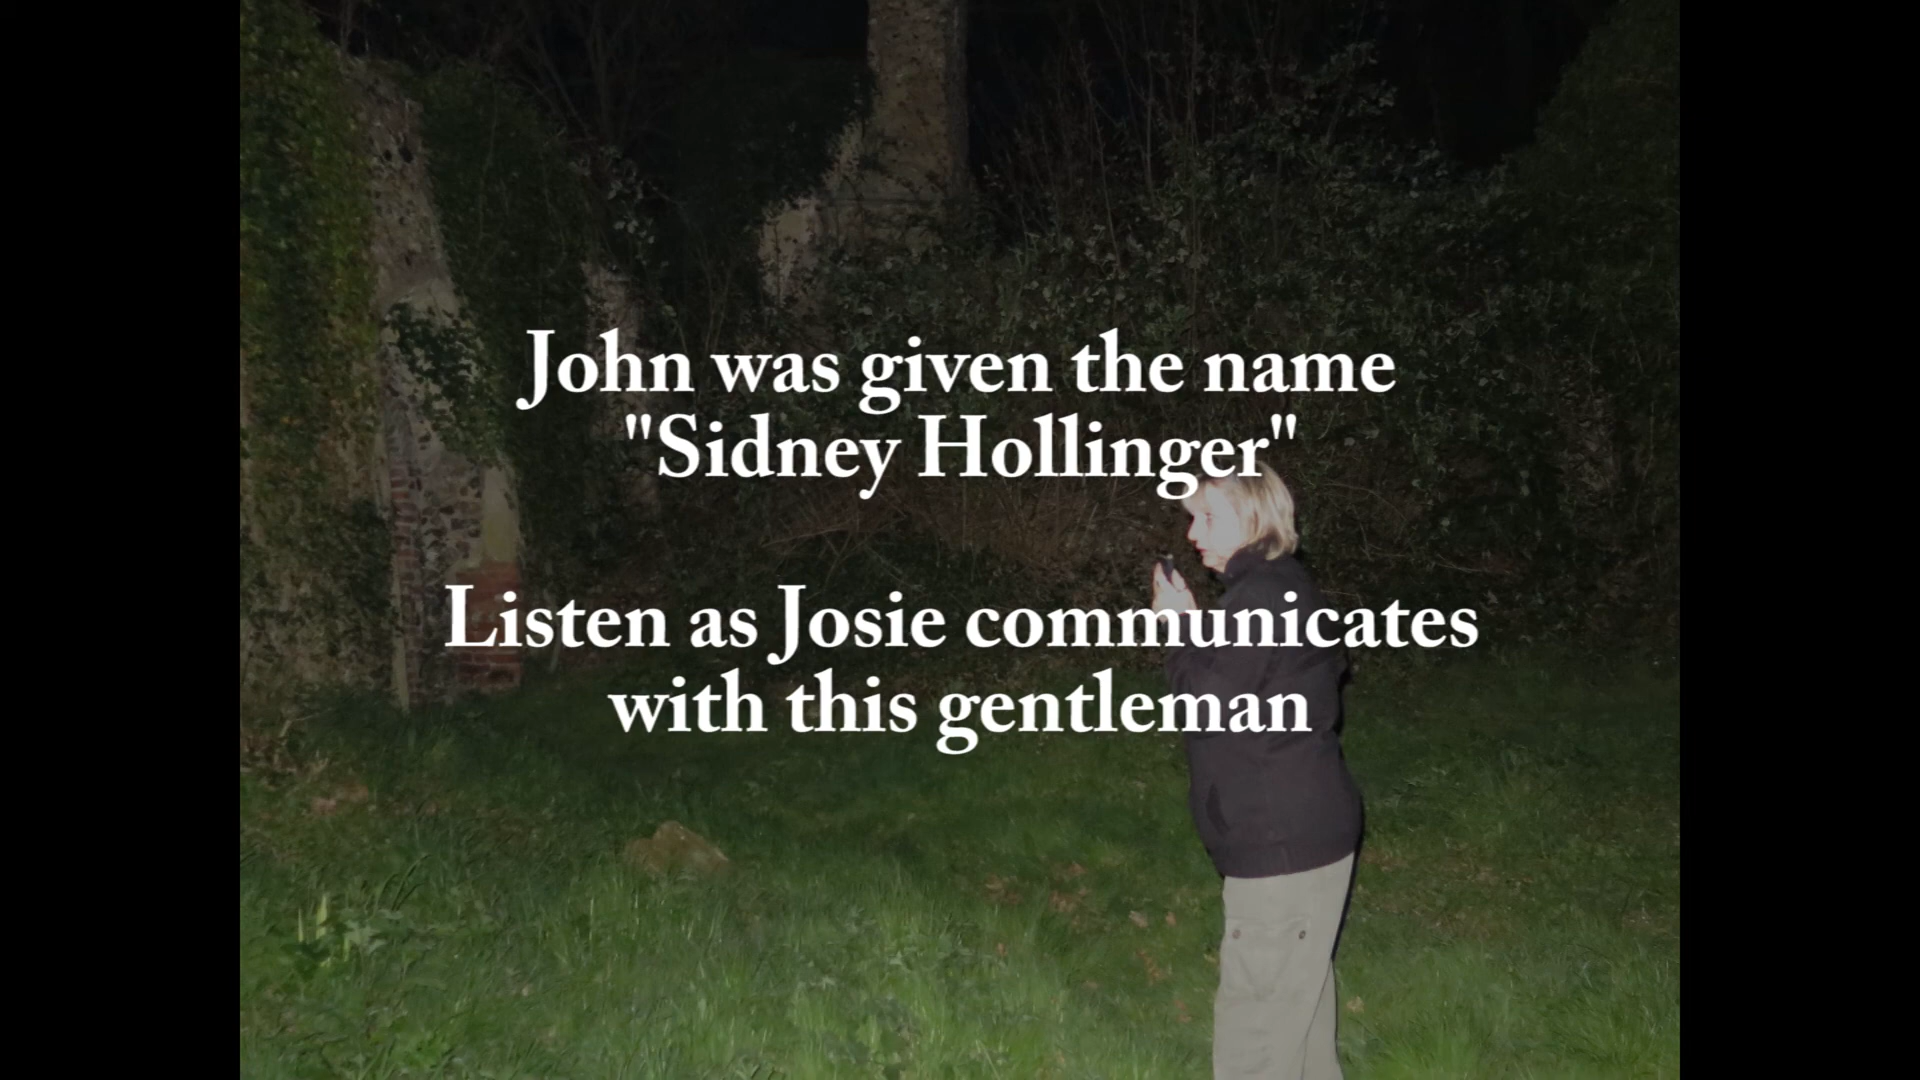 John was given the name
"Sidney Hollinger"
Listen as Josie communicates
with this gentleman